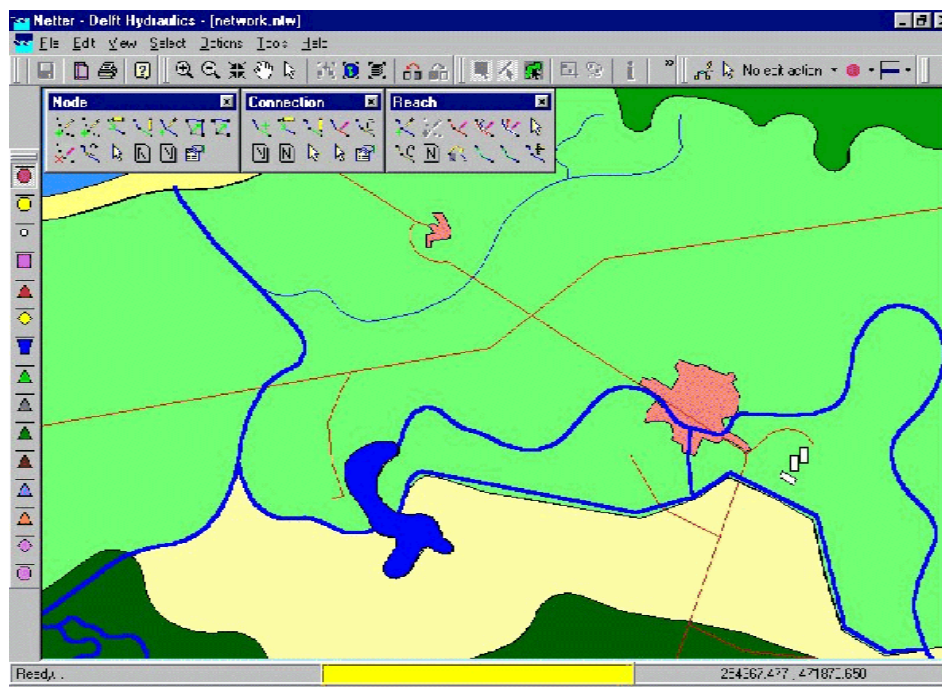 Netter - Delft Hydraulics - [network.ntw]
File Edit View Select Options Tools Help
No edit action
Node
Connection
Reach
N
N
Ready...